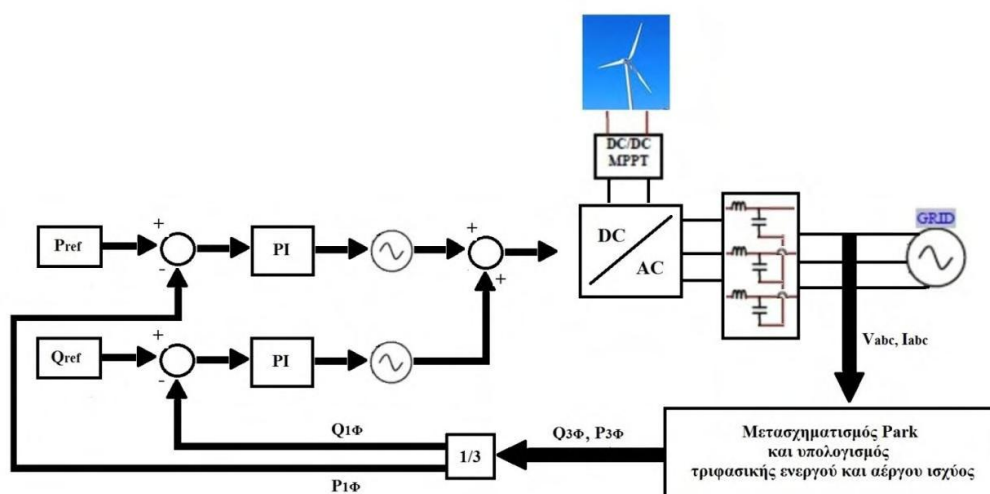 DC/DC
MPPT
DC
AC
GRID
Pref
+
-
PI
+
+
Qref
+
-
PI
Vabc, Iabc
Q1Φ
P1Φ
1/3
Q3Φ, P3Φ
Μετασχηματισμός Park
και υπολογισμός
τριφασικής ενεργού και αέργου ισχύος